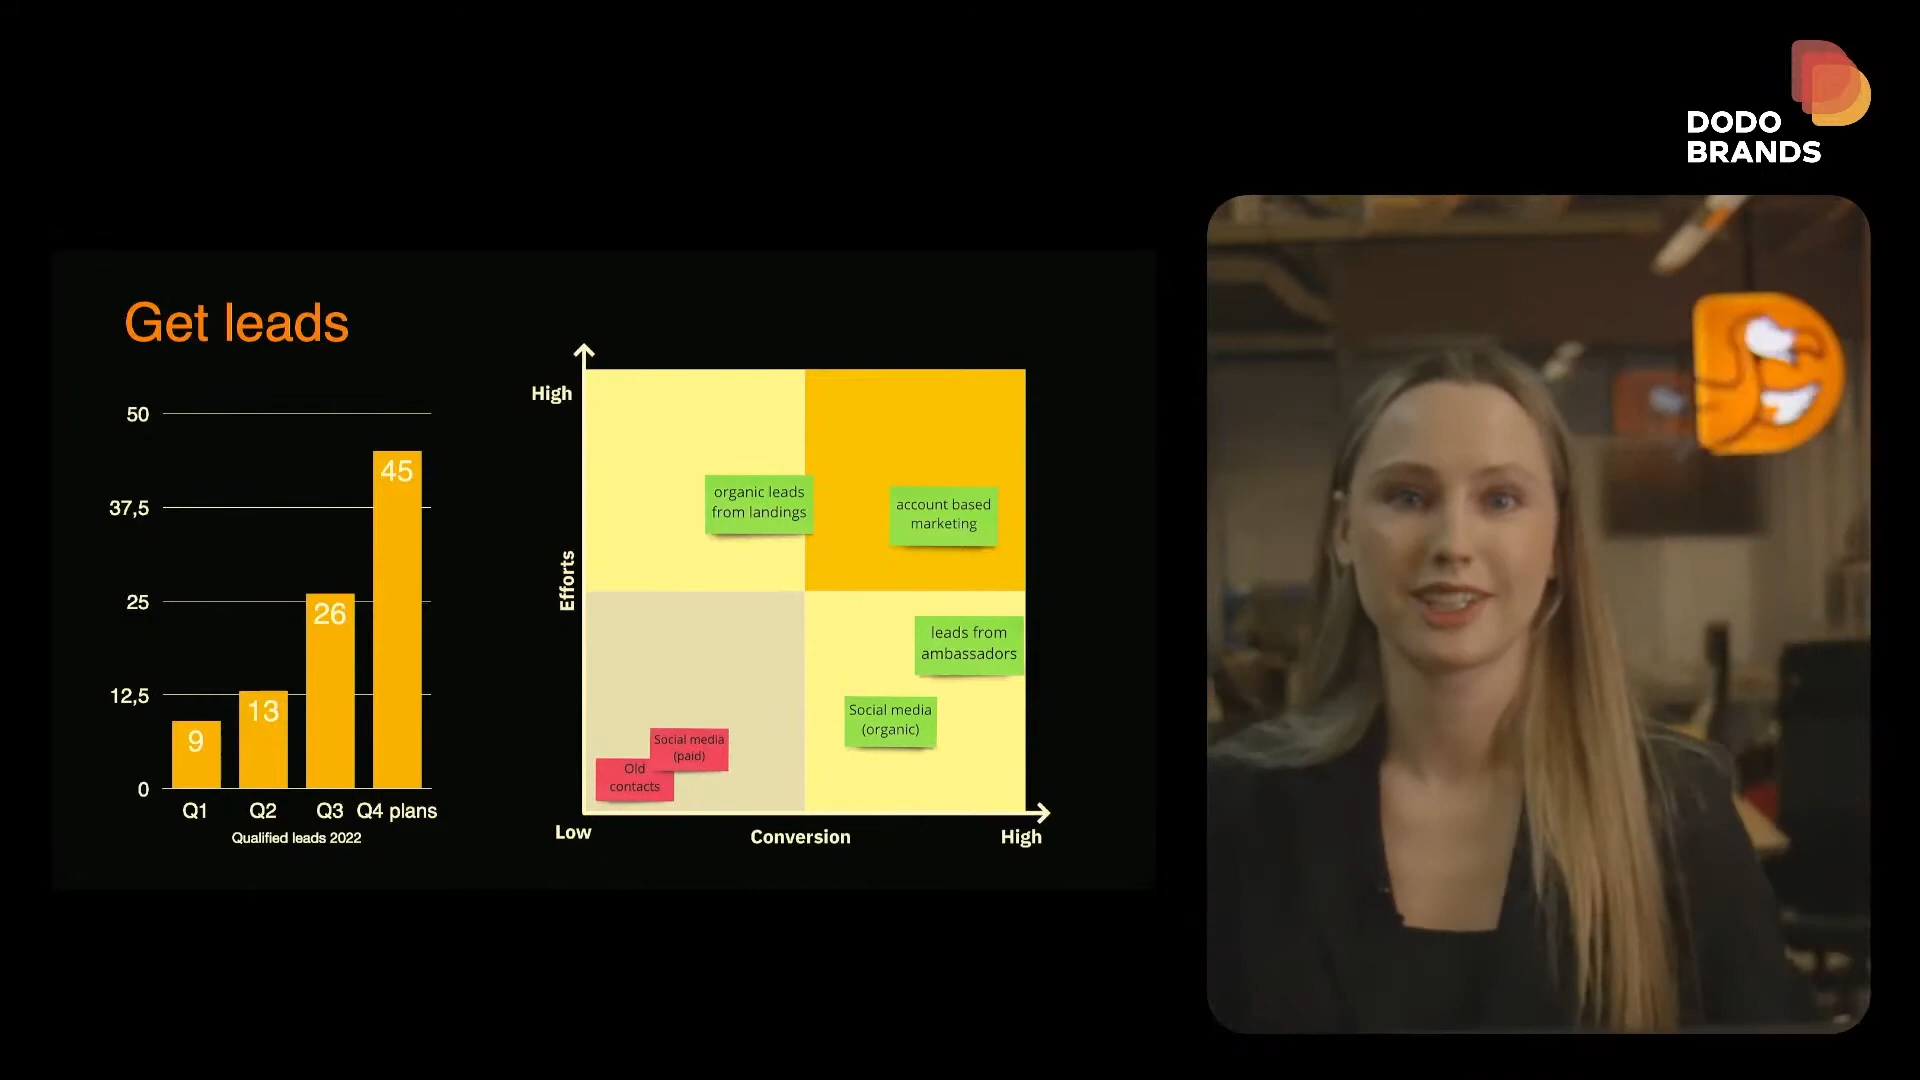 DODO
BRANDS
Get leads
50
37,5
25
12,5
0
9
13
26
45
Q1
Q2
Q3
Q4 plans
Qualified leads 2022
High
Efforts
Low
Conversion
High
organic leads
from landings
account based
marketing
leads from
ambassadors
Social media
(organic)
Social media
(paid)
Old
contacts